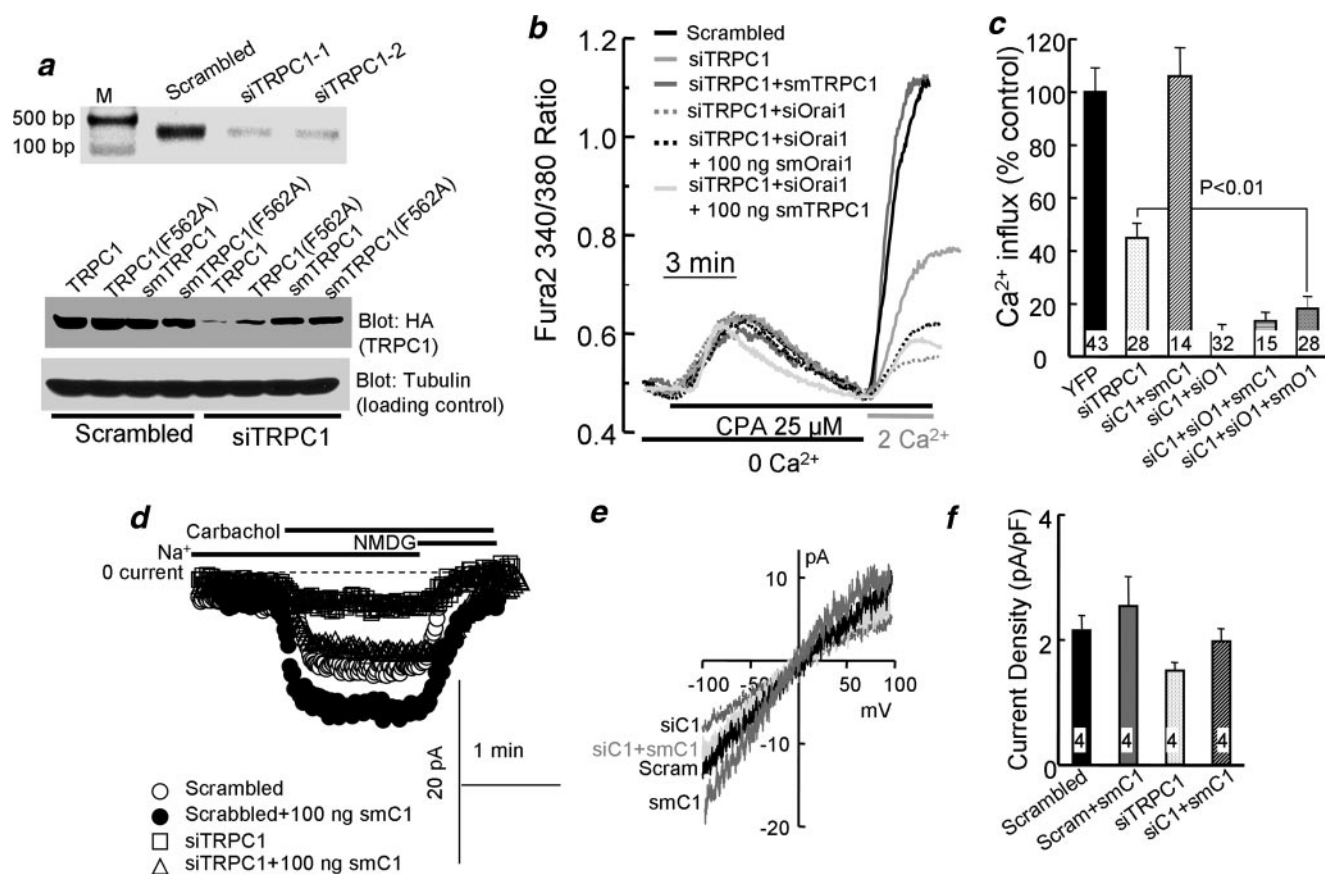 a
M
Scrambled
siTRPC1-1
siTRPC1-2
500 bp
100 bp
TRPC1
TRPC1(F562A)
smTRPC1
smTRPC1(F562A)
TRPC1
TRPC1(F562A)
smTRPC1
smTRPC1(F562A)
Blot: HA
(TRPC1)
Blot: Tubulin
(loading control)
Scrambled
siTRPC1
b
Fura2 340/380 Ratio
1.2
1.0
0.8
0.6
0.4
Scrambled
siTRPC1
siTRPC1+smTRPC1
siTRPC1+siOrai1
siTRPC1+siOrai1
+ 100 ng smOrai1
siTRPC1+siOrai1
+ 100 ng smTRPC1
3 min
CPA 25 µM
2 Ca²⁺
0 Ca²⁺
c
Ca²⁺ influx (% control)
120
100
80
60
40
20
0
P<0.01
43
28
14
32
15
28
YFP
siTRPC1
siC1+smC1
siC1+siO1
siC1+siO1+smC1
siC1+siO1+smO1
d
Carbachol
NMDG
Na⁺
0 current
20 pA
1 min
Scrambled
Scrabbled+100 ng smC1
siTRPC1
siTRPC1+100 ng smC1
e
pA
10
-100
-50
50
100
mV
-10
-20
siC1
siC1+smC1
Scram
smC1
f
Current Density (pA/pF)
4
2
0
4
4
4
4
Scrambled
Scram+smC1
siTRPC1
siC1+smC1